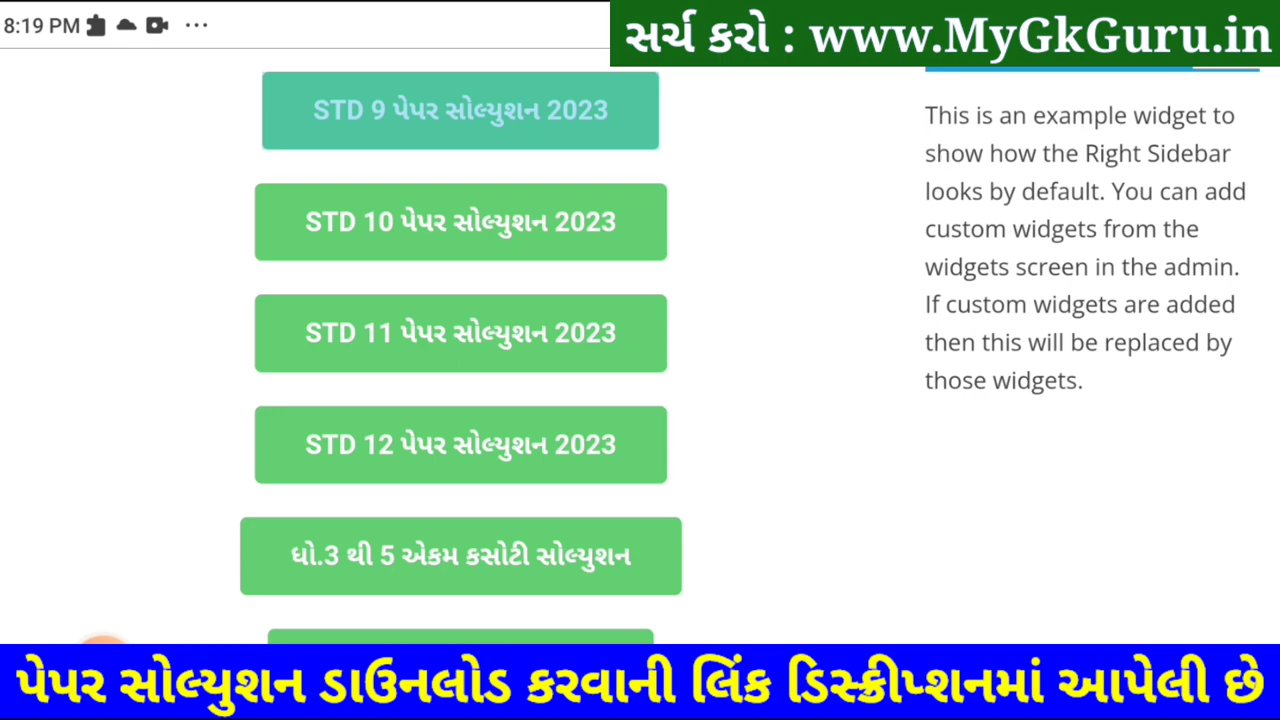 8:19 PM
સર્ચ કરો : www.MyGkGuru.in
STD 9 પેપર સોલ્યુશન 2023
STD 10 પેપર સોલ્યુશન 2023
STD 11 પેપર સોલ્યુશન 2023
STD 12 પેપર સોલ્યુશન 2023
ધો.3 થી 5 એકમ કસોટી સોલ્યુશન
This is an example widget to
show how the Right Sidebar
looks by default. You can add
custom widgets from the
widgets screen in the admin.
If custom widgets are added
then this will be replaced by
those widgets.
પેપર સોલ્યુશન ડાઉનલોડ કરવાની લિંક ડિસ્ક્રીપ્શનમાં આપેલી છે